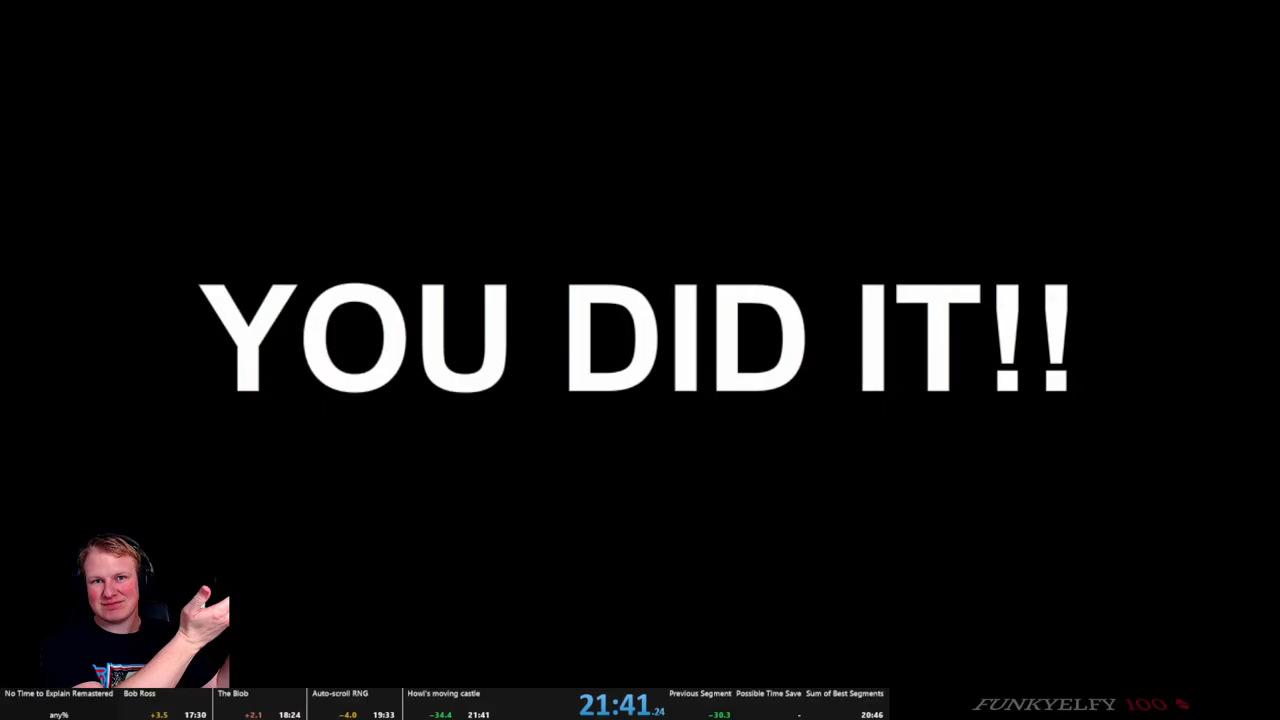 YOU DID IT!!
No Time to Explain Remastered Bob Ross The Blob Auto-scroll RNG Howl's moving castle 21:41.24 Previous Segment Possible Time Save Sum of Best Segments FUNKYELFY 100
any% +3.5 17:30 +2.1 18:24 -4.0 19:33 -34.4 21:41 -30.3 - 20:46